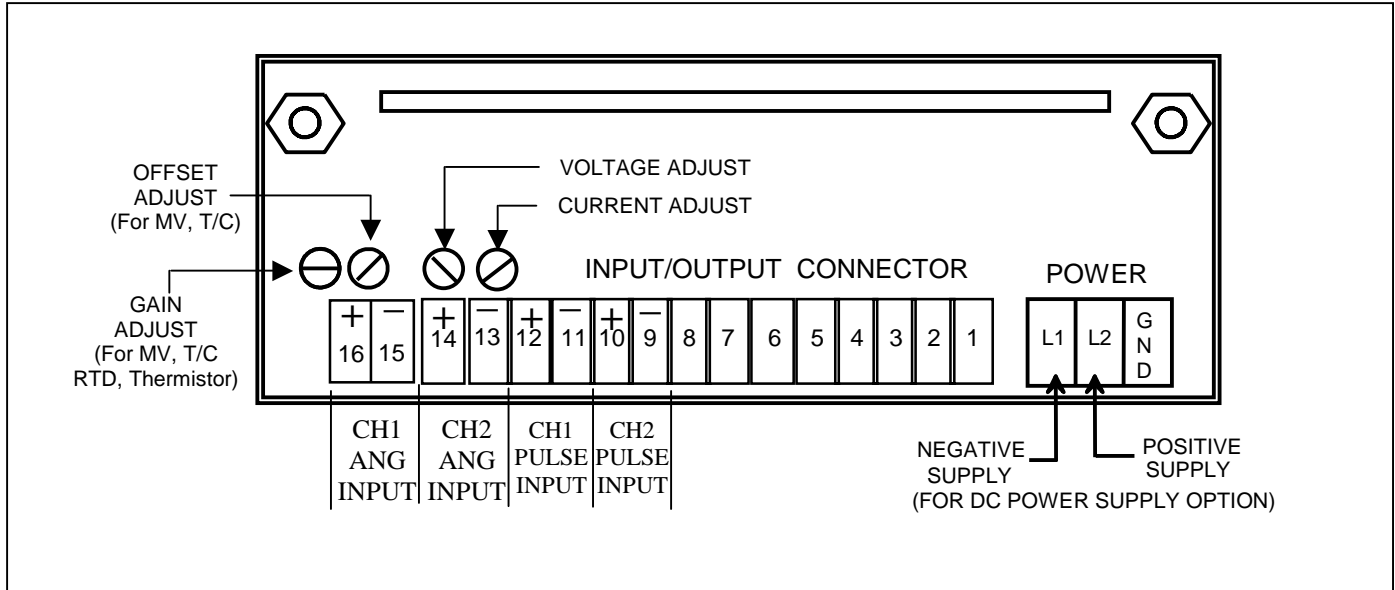 OFFSET
ADJUST
(For MV, T/C)
VOLTAGE ADJUST
CURRENT ADJUST
GAIN
ADJUST
(For MV, T/C
RTD, Thermistor)
INPUT/OUTPUT CONNECTOR
POWER
+ − + − + − + −
16 15 14 13 12 11 10 9 8 7 6 5 4 3 2 1
L1 L2 GND
CH1
ANG
INPUT
CH2
ANG
INPUT
CH1
PULSE
INPUT
CH2
PULSE
INPUT
NEGATIVE
SUPPLY
POSITIVE
SUPPLY
(FOR DC POWER SUPPLY OPTION)